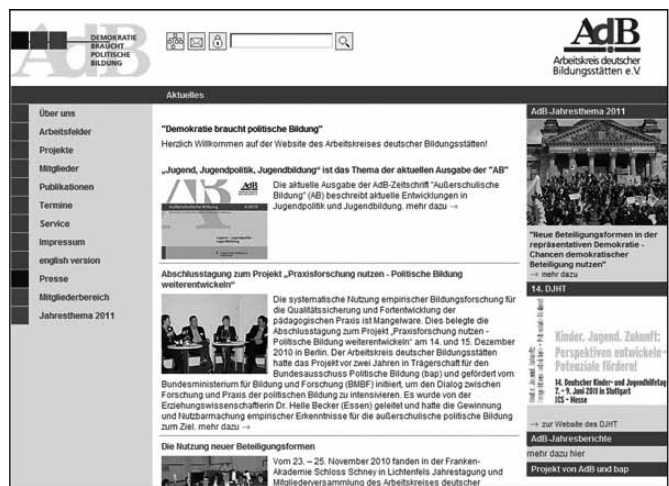 DEMOKRATIE
BRAUCHT
POLITISCHE
BILDUNG
AdB
Arbeitskreis deutscher
Bildungsstätten e.V.
Aktuelles
Über uns
Arbeitsfelder
Projekte
Mitglieder
Publikationen
Termine
Service
Impressum
english version
Presse
Mitgliederbereich
Jahresthema 2011
"Demokratie braucht politische Bildung"
Herzlich Willkommen auf der Website des Arbeitskreises deutscher Bildungsstätten!
„Jugend, Jugendpolitik, Jugendbildung“ ist das Thema der aktuellen Ausgabe der "AB"
Die aktuelle Ausgabe der AdB-Zeitschrift "Außerschulische
Bildung" (AB) beschreibt aktuelle Entwicklungen in
Jugendpolitik und Jugendbildung. mehr dazu →
Abschlusstagung zum Projekt „Praxisforschung nutzen - Politische Bildung
weiterentwickeln“
Die systematische Nutzung empirischer Bildungsforschung für
die Qualitätssicherung und Fortentwicklung der
pädagogischen Praxis ist Mangelware. Dies belegte die
Abschlusstagung zum Projekt „Praxisforschung nutzen -
Politische Bildung weiterentwickeln“ am 14. und 15. Dezember
2010 in Berlin. Der Arbeitskreis deutscher Bildungsstätten
hatte das Projekt vor zwei Jahren in Trägerschaft für den
Bundesausschuss Politische Bildung (bap) und gefördert vom
Bundesministerium für Bildung und Forschung (BMBF) initiiert, um den Dialog zwischen
Forschung und Praxis der politischen Bildung zu intensivieren. Es wurde von der
Erziehungswissenschaftlerin Dr. Helle Becker (Essen) geleitet und hatte die Gewinnung
und Nutzbarmachung empirischer Erkenntnisse für die außerschulische politische Bildung
zum Ziel. mehr dazu →
Die Nutzung neuer Beteiligungsformen
Vom 23. – 25. November 2010 fanden in der Franken-
Akademie Schloss Schney in Lichtenfels Jahrestagung und
Mitgliederversammlung des Arbeitskreises deutscher
AdB-Jahresthema 2011
"Neue Beteiligungsformen in der
repräsentativen Demokratie -
Chancen demokratischer
Beteiligung nutzen"
→ mehr dazu
14. DJHT
Kinder. Jugend. Zukunft:
Perspektiven entwickeln-
Potenziale fördern!
14. Deutscher Kinder- und Jugendhilfetag
7. – 9. Juni 2011 in Stuttgart
ICS – Messe
→ zur Website des DJHT
AdB-Jahresberichte
mehr dazu hier
Projekt von AdB und bap